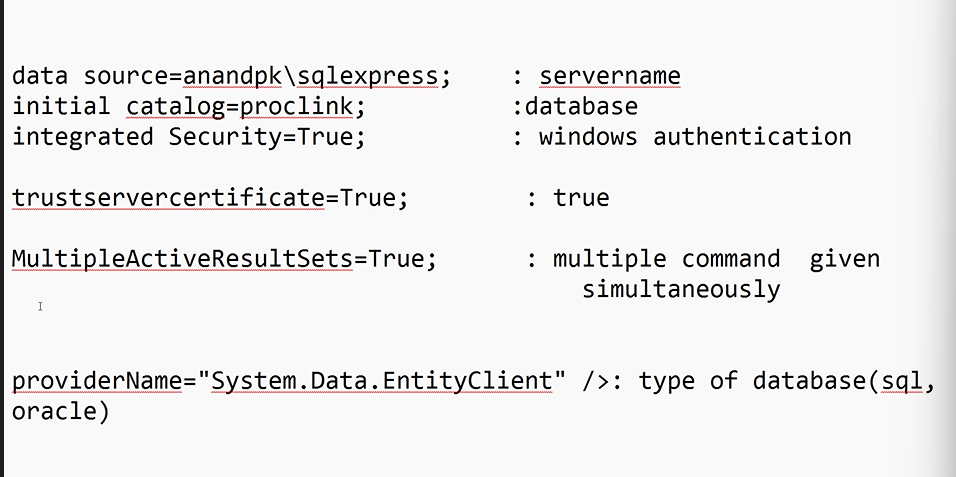 data source=anandpk\sqlexpress; : servername
initial catalog=proclink; :database
integrated Security=True; : windows authentication
trustservercertificate=True; : true
MultipleActiveResultSets=True; : multiple command given
simultaneously
providerName="System.Data.EntityClient" />: type of database(sql,
oracle)